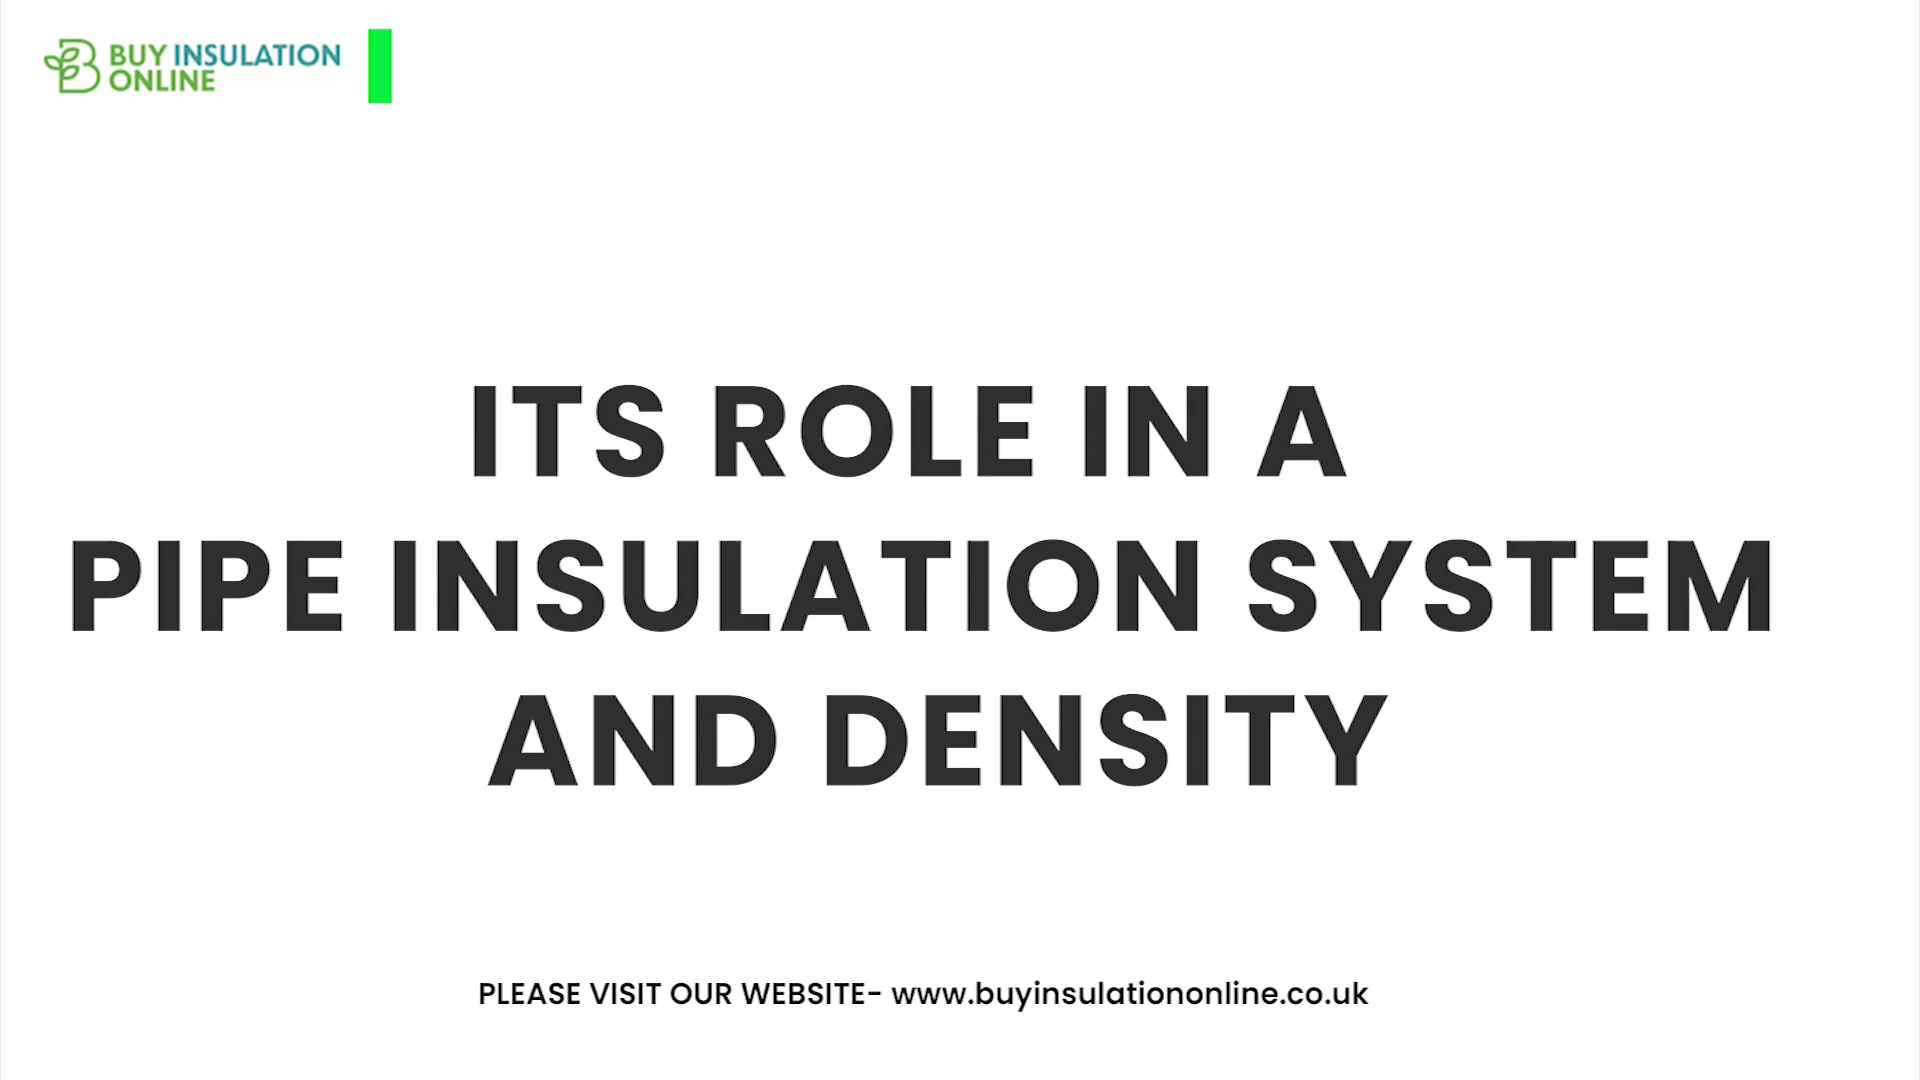 BUY INSULATION
ONLINE
ITS ROLE IN A
PIPE INSULATION SYSTEM
AND DENSITY
PLEASE VISIT OUR WEBSITE- www.buyinsulationonline.co.uk